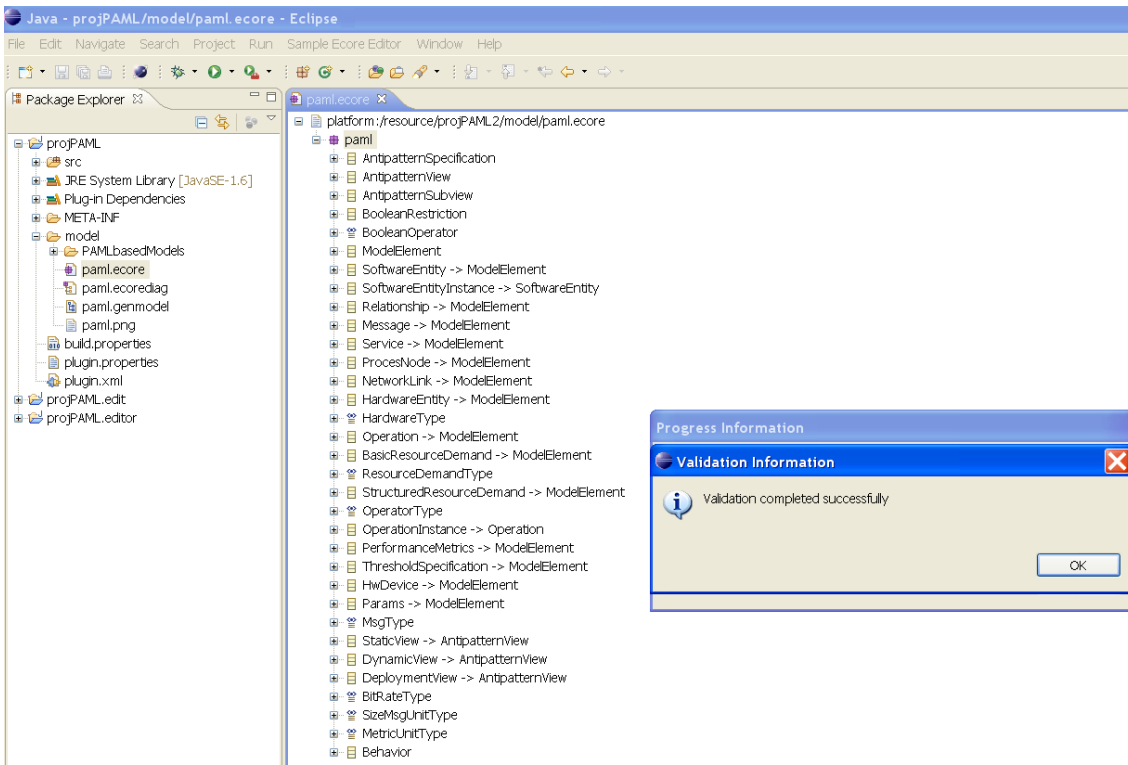 Java - projPAML/model/paml.ecore - Eclipse
File Edit Navigate Search Project Run Sample Ecore Editor Window Help
Package Explorer
projPAML
src
JRE System Library [JavaSE-1.6]
Plug-in Dependencies
META-INF
model
PAMLbasedModels
paml.ecore
paml.ecorediag
paml.genmodel
paml.png
build.properties
plugin.properties
plugin.xml
projPAML.edit
projPAML.editor
paml.ecore
platform:/resource/projPAML2/model/paml.ecore
paml
AntipatternSpecification
AntipatternView
AntipatternSubview
BooleanRestriction
BooleanOperator
ModelElement
SoftwareEntity -> ModelElement
SoftwareEntityInstance -> SoftwareEntity
Relationship -> ModelElement
Message -> ModelElement
Service -> ModelElement
ProcesNode -> ModelElement
NetworkLink -> ModelElement
HardwareEntity -> ModelElement
HardwareType
Operation -> ModelElement
BasicResourceDemand -> ModelElement
ResourceDemandType
StructuredResourceDemand -> ModelElement
OperatorType
OperationInstance -> Operation
PerformanceMetrics -> ModelElement
ThresholdSpecification -> ModelElement
HwDevice -> ModelElement
Params -> ModelElement
MsgType
StaticView -> AntipatternView
DynamicView -> AntipatternView
DeploymentView -> AntipatternView
BitRateType
SizeMsgUnitType
MetricUnitType
Behavior
Progress Information
Validation Information
Validation completed successfully
OK